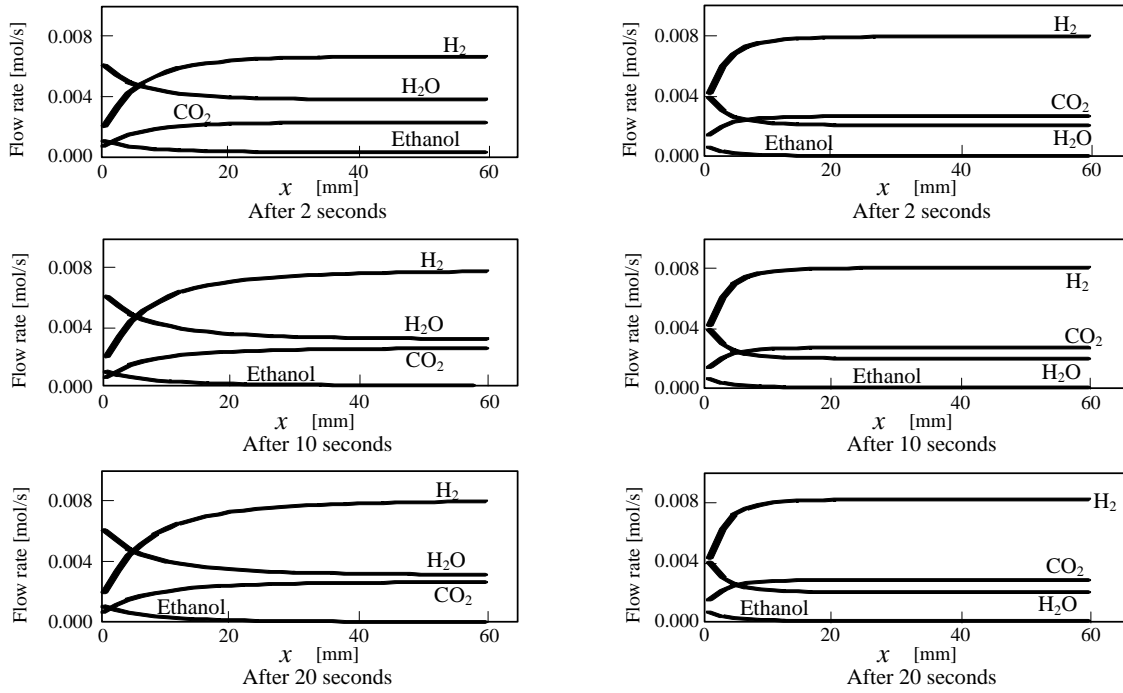 Flow rate [mol/s]
0.008
0.004
0.000
H2
H2O
CO2
Ethanol
0 20 40 60
x [mm]
After 2 seconds
Flow rate [mol/s]
0.008
0.004
0.000
H2
CO2
H2O
Ethanol
0 20 40 60
x [mm]
After 2 seconds
Flow rate [mol/s]
0.008
0.004
0.000
H2
H2O
CO2
Ethanol
0 20 40 60
x [mm]
After 10 seconds
Flow rate [mol/s]
0.008
0.004
0.000
H2
CO2
H2O
Ethanol
0 20 40 60
x [mm]
After 10 seconds
Flow rate [mol/s]
0.008
0.004
0.000
H2
H2O
CO2
Ethanol
0 20 40 60
x [mm]
After 20 seconds
Flow rate [mol/s]
0.008
0.004
0.000
H2
CO2
H2O
Ethanol
0 20 40 60
x [mm]
After 20 seconds